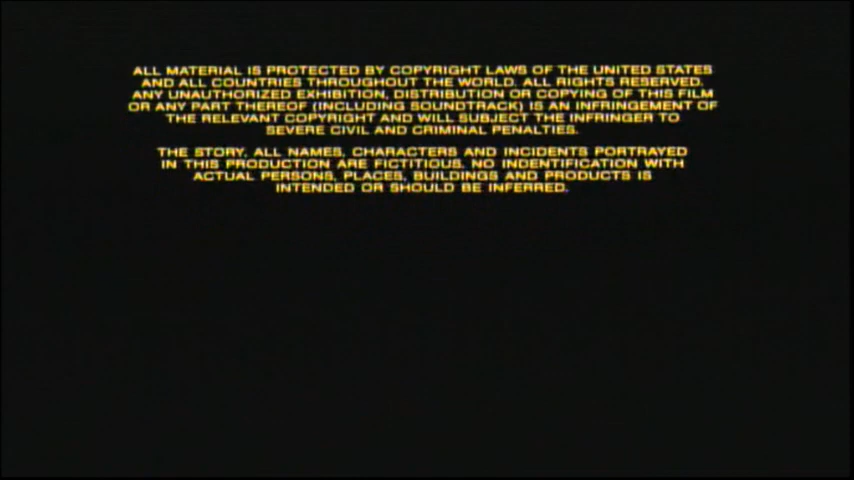 ALL MATERIAL IS PROTECTED BY COPYRIGHT LAWS OF THE UNITED STATES
AND ALL COUNTRIES THROUGHOUT THE WORLD. ALL RIGHTS RESERVED.
ANY UNAUTHORIZED EXHIBITION, DISTRIBUTION OR COPYING OF THIS FILM
OR ANY PART THEREOF (INCLUDING SOUNDTRACK) IS AN INFRINGEMENT OF
THE RELEVANT COPYRIGHT AND WILL SUBJECT THE INFRINGER TO
SEVERE CIVIL AND CRIMINAL PENALTIES.
THE STORY, ALL NAMES, CHARACTERS AND INCIDENTS PORTRAYED
IN THIS PRODUCTION ARE FICTITIOUS. NO INDENTIFICATION WITH
ACTUAL PERSONS, PLACES, BUILDINGS AND PRODUCTS IS
INTENDED OR SHOULD BE INFERRED.